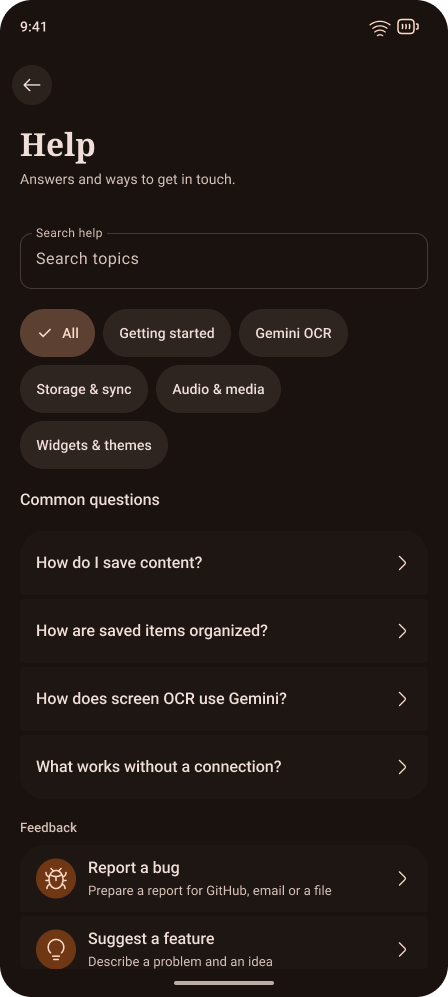 9:41
Help
Answers and ways to get in touch.
Search help
Search topics
All
Getting started
Gemini OCR
Storage & sync
Audio & media
Widgets & themes
Common questions
How do I save content?
How are saved items organized?
How does screen OCR use Gemini?
What works without a connection?
Feedback
Report a bug
Prepare a report for GitHub, email or a file
Suggest a feature
Describe a problem and an idea